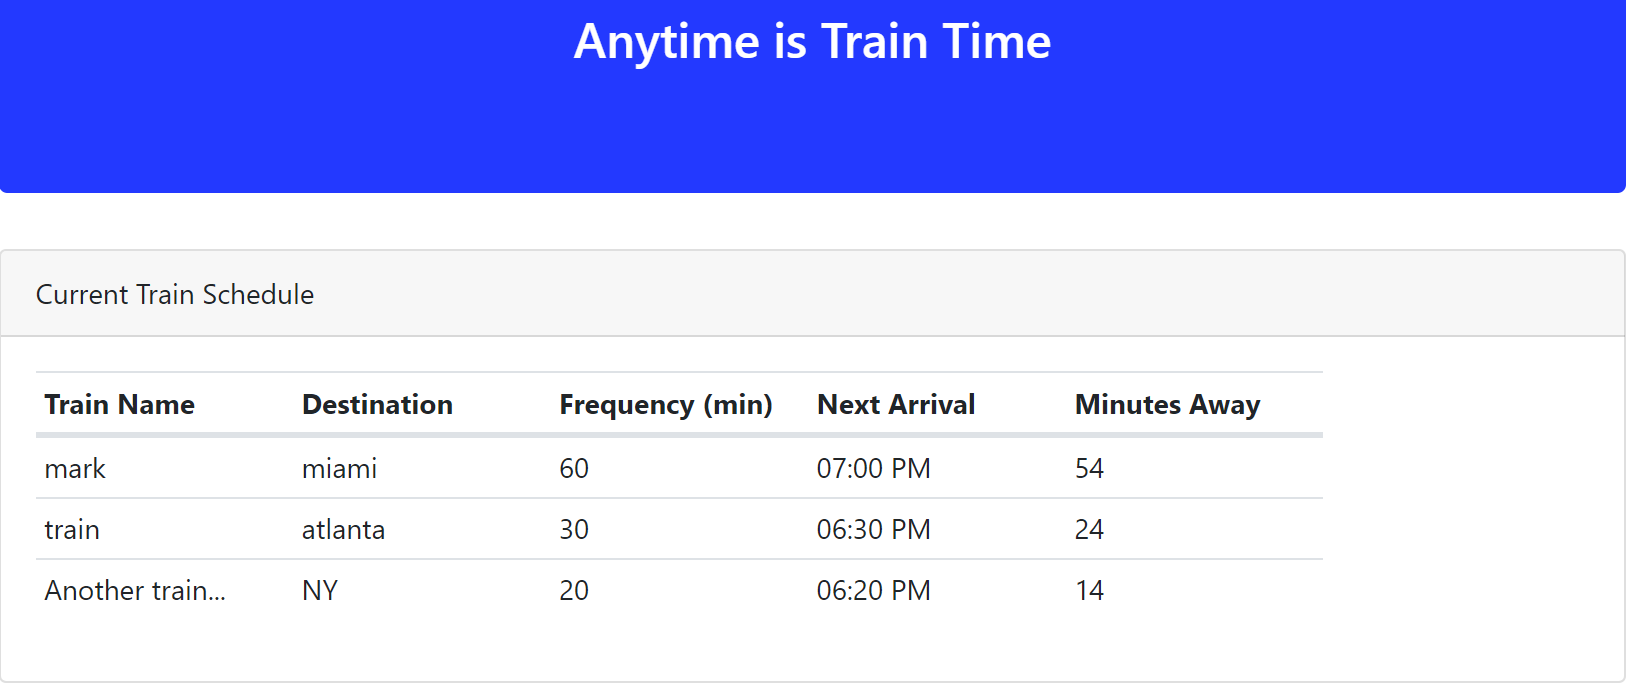 Anytime is Train Time
Current Train Schedule
Train Name Destination Frequency (min) Next Arrival Minutes Away
mark miami 60 07:00 PM 54
train atlanta 30 06:30 PM 24
Another train... NY 20 06:20 PM 14